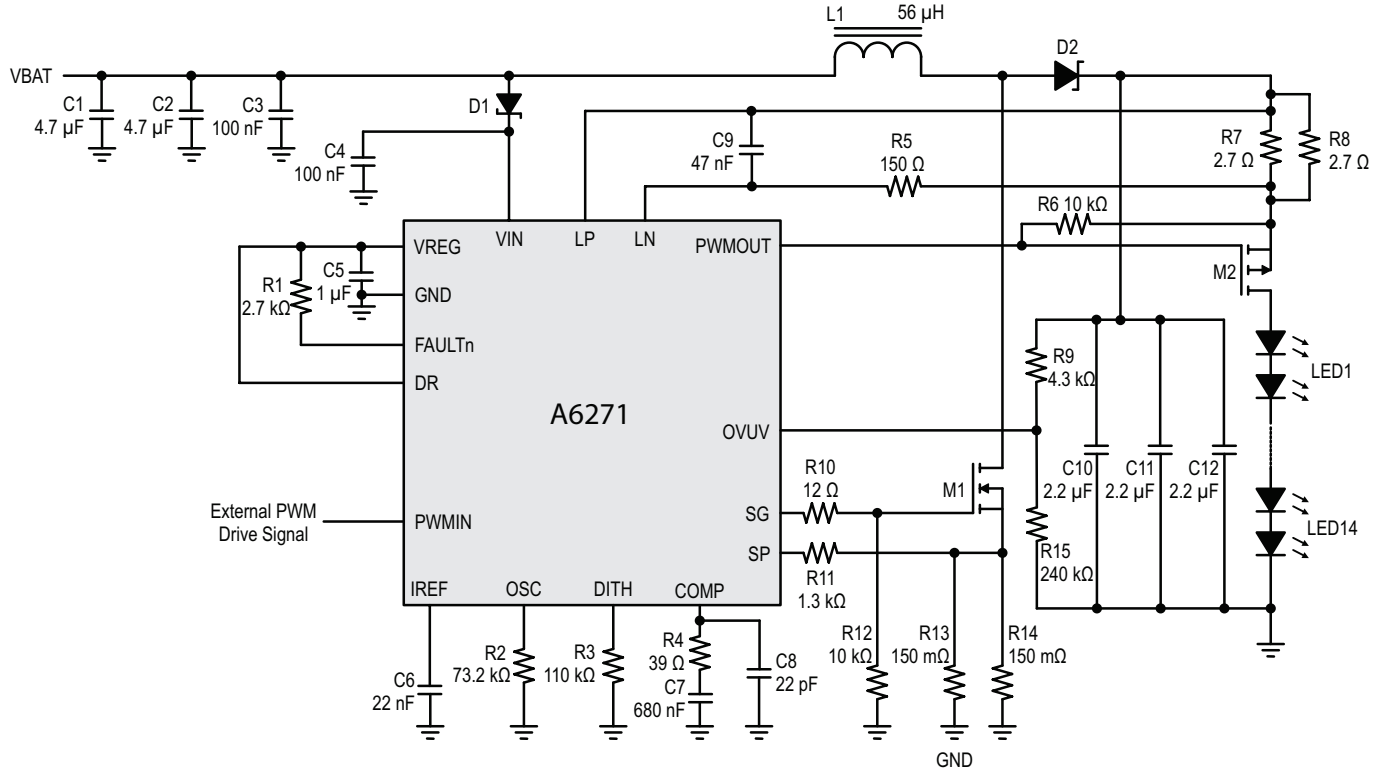 L1 56 µH
D2
VBAT
C1
4.7 µF
C2
4.7 µF
C3
100 nF
D1
C4
100 nF
C9
47 nF
R5
150 Ω
R7
2.7 Ω
R8
2.7 Ω
R6 10 kΩ
VIN
LP
LN
PWMOUT
M2
VREG
R1
2.7 kΩ
C5
1 µF
GND
FAULTn
DR
A6271
OVUV
R9
4.3 kΩ
LED1
C10
2.2 µF
C11
2.2 µF
C12
2.2 µF
R10
12 Ω
M1
SG
External PWM
Drive Signal
PWMIN
SP
R11
1.3 kΩ
R15
240 kΩ
LED14
IREF
OSC
DITH
COMP
C6
22 nF
R2
73.2 kΩ
R3
110 kΩ
R4
39 Ω
C7
680 nF
C8
22 pF
R12
10 kΩ
R13
150 mΩ
R14
150 mΩ
GND